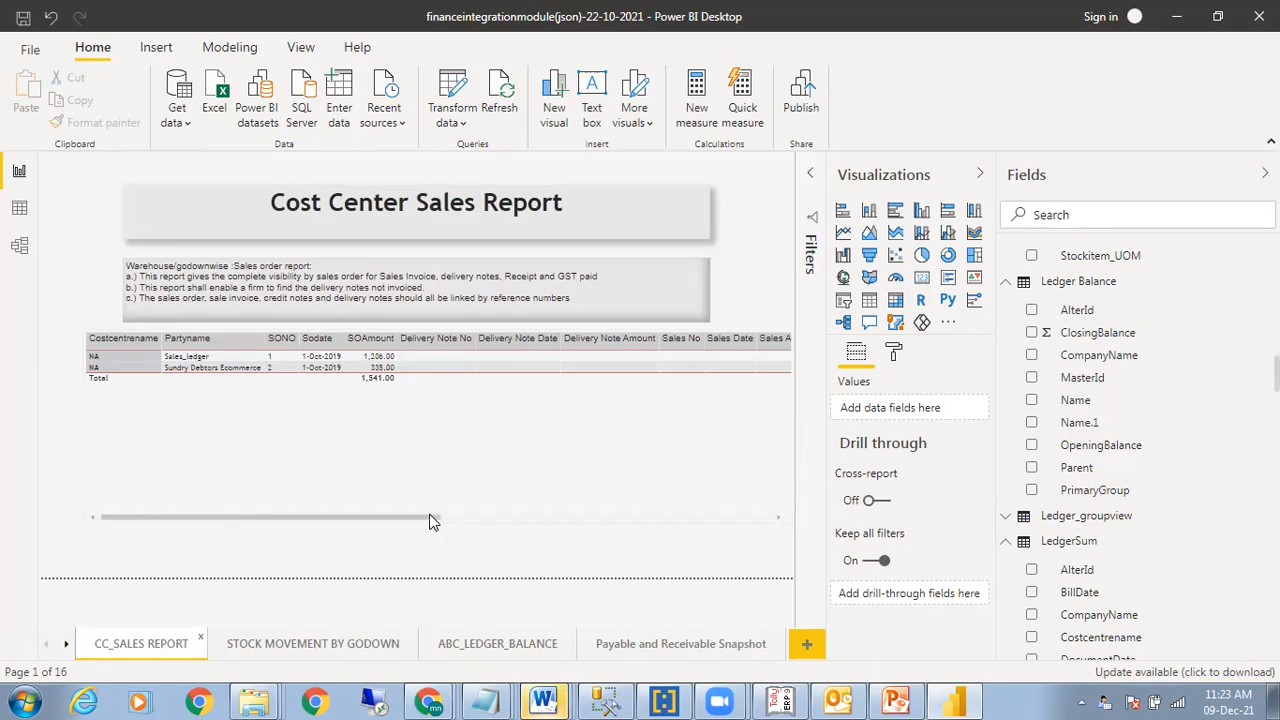 financeintegrationmodule(json)-22-10-2021 - Power BI Desktop
Sign in
File Home Insert Modeling View Help
Paste
Cut
Copy
Format painter
Clipboard
Get data
Excel
Power BI datasets
SQL Server
Enter data
Recent sources
Data
Transform data
Refresh
Queries
New visual
Text box
More visuals
Insert
New measure
Quick measure
Calculations
Publish
Share
Cost Center Sales Report
Warehouse/godownwise :Sales order report:
a.) This report gives the complete visibility by sales order for Sales Invoice, delivery notes, Receipt and GST paid
b.) This report shall enable firm to find the delivery notes not invoiced.
c.) The sales order, sale invoice, credit notes and delivery notes should all be linked by reference numbers
Costcentrename Partyname SONO Sodate SOAmount Delivery Note No Delivery Note Date Delivery Note Amount Sales No Sales Date Sales A
NA Sales_ledger 1 1-Oct-2019 1,206.00
NA Sundry Debtors Ecommerce 2 1-Oct-2019 335.00
Total 1,541.00
Filters
Visualizations
R Py
Values
Add data fields here
Drill through
Cross-report
Off
Keep all filters
On
Add drill-through fields here
Fields
Search
Stockitem_UOM
Ledger Balance
AlterId
Σ ClosingBalance
CompanyName
MasterId
Name
Name.1
OpeningBalance
Parent
PrimaryGroup
Ledger_groupview
LedgerSum
AlterId
BillDate
CompanyName
Costcentrename
DocumentDate
CC_SALES REPORT x STOCK MOVEMENT BY GODOWN ABC_LEDGER_BALANCE Payable and Receivable Snapshot +
Page 1 of 16
Update available (click to download)
11:23 AM
09-Dec-21